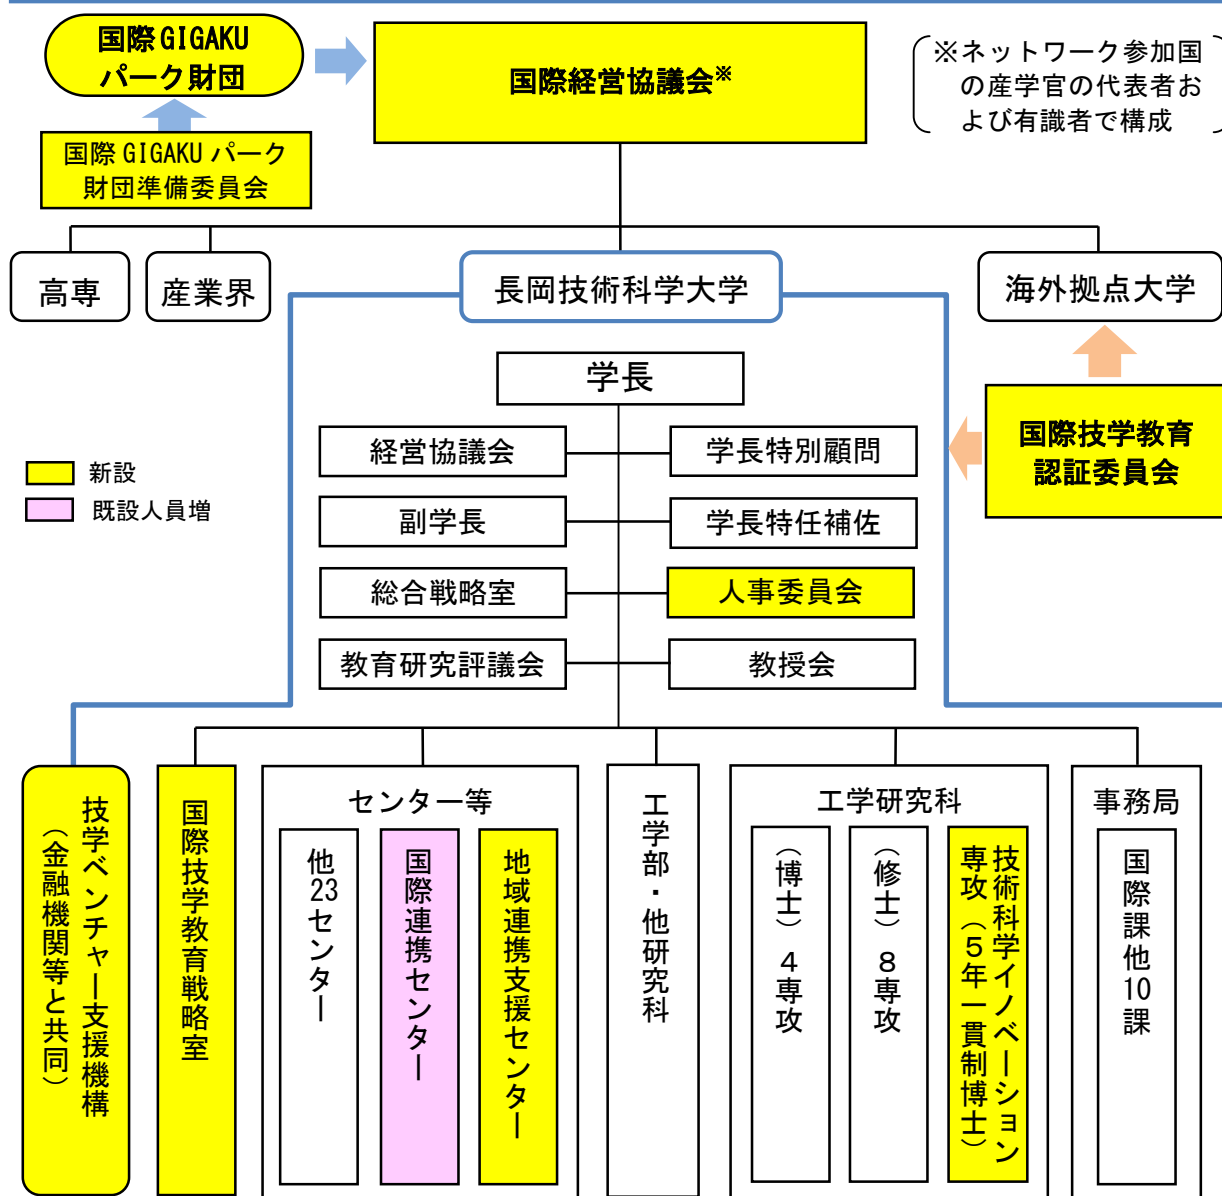 国際GIGAKU
パーク財団
国際経営協議会※
※ネットワーク参加国
の産学官の代表者お
よび有識者で構成
国際GIGAKUパーク
財団準備委員会
高専
産業界
長岡技術科学大学
海外拠点大学
学長
経営協議会
学長特別顧問
副学長
学長特任補佐
総合戦略室
人事委員会
教育研究評議会
教授会
国際技学教育
認証委員会
新設
既設人員増
技学ベンチャー支援機構
（金融機関等と共同）
国際技学教育戦略室
センター等
他23センター
国際連携センター
地域連携支援センター
工学部・他研究科
工学研究科
（博士）４専攻
（修士）８専攻
技術科学イノベーション
専攻（５年一貫制博士）
事務局
国際課他10課